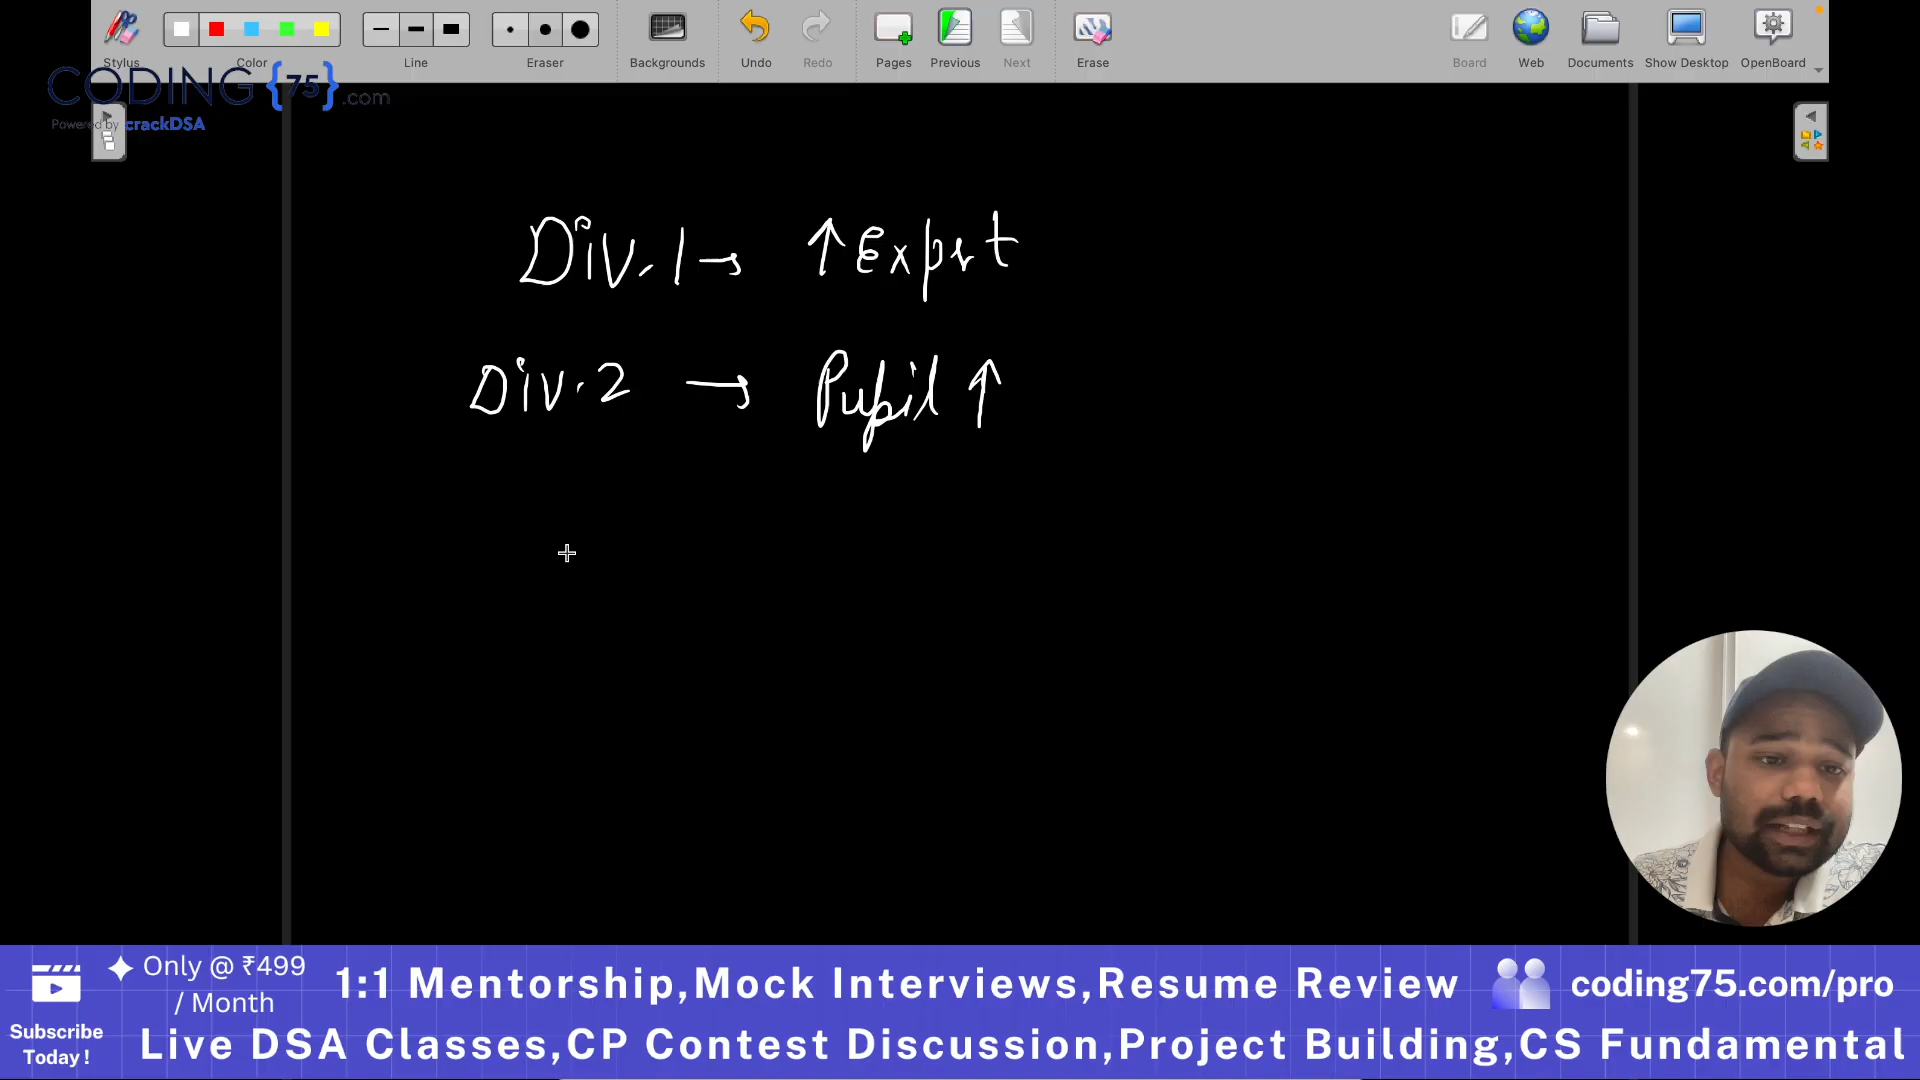 Stylus
Color
Line
Eraser
Backgrounds
Undo
Redo
Pages
Previous
Next
Erase
Board
Web
Documents
Show Desktop
OpenBoard
CODING {75} .com
Powered by crackDSA
Div. 1 → ↑ Expert
Div. 2 → Pupil ↑
Subscribe Today !
Only @ ₹499 / Month
1:1 Mentorship,Mock Interviews,Resume Review
coding75.com/pro
Live DSA Classes,CP Contest Discussion,Project Building,CS Fundamental